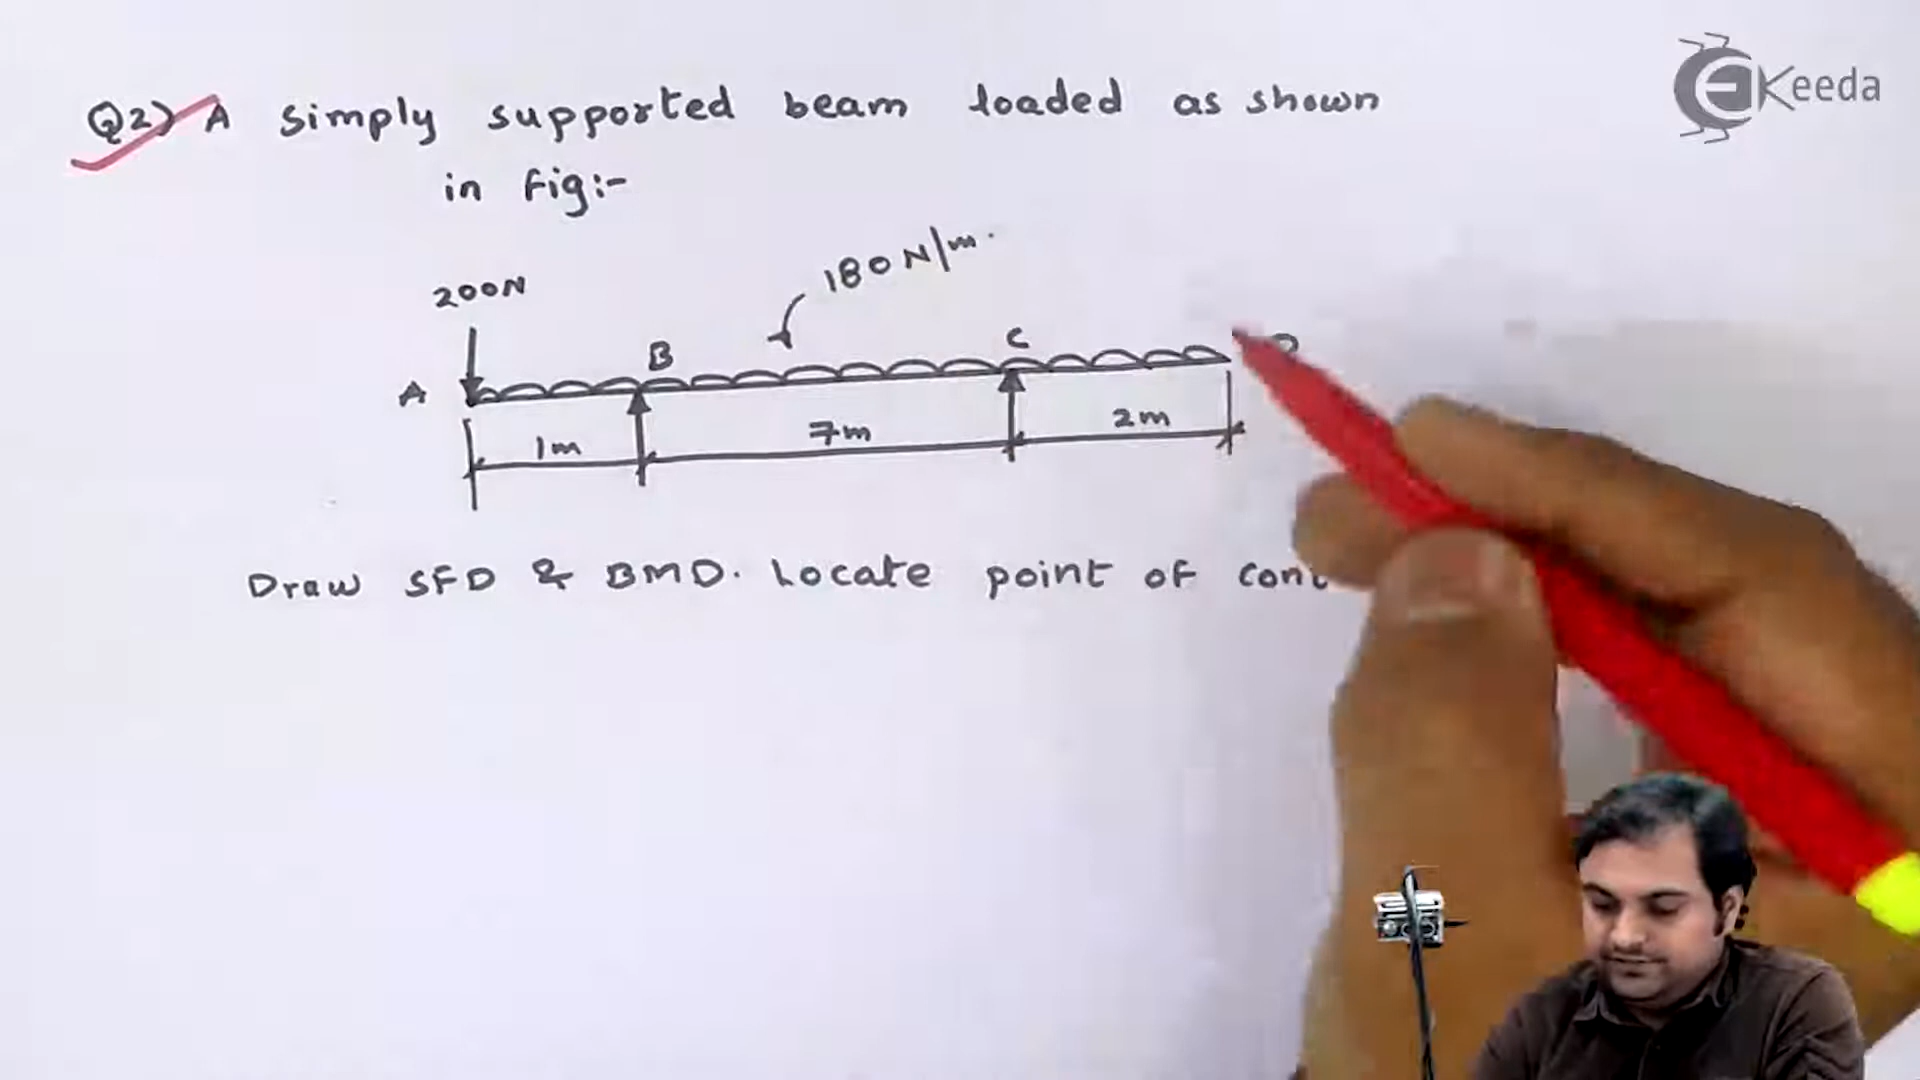 EKeeda
Q2) A simply supported beam loaded as shown
in fig:-
180 N/m.
200N
A
B
C
1m
7m
2m
Draw SFD & BMD. Locate point of